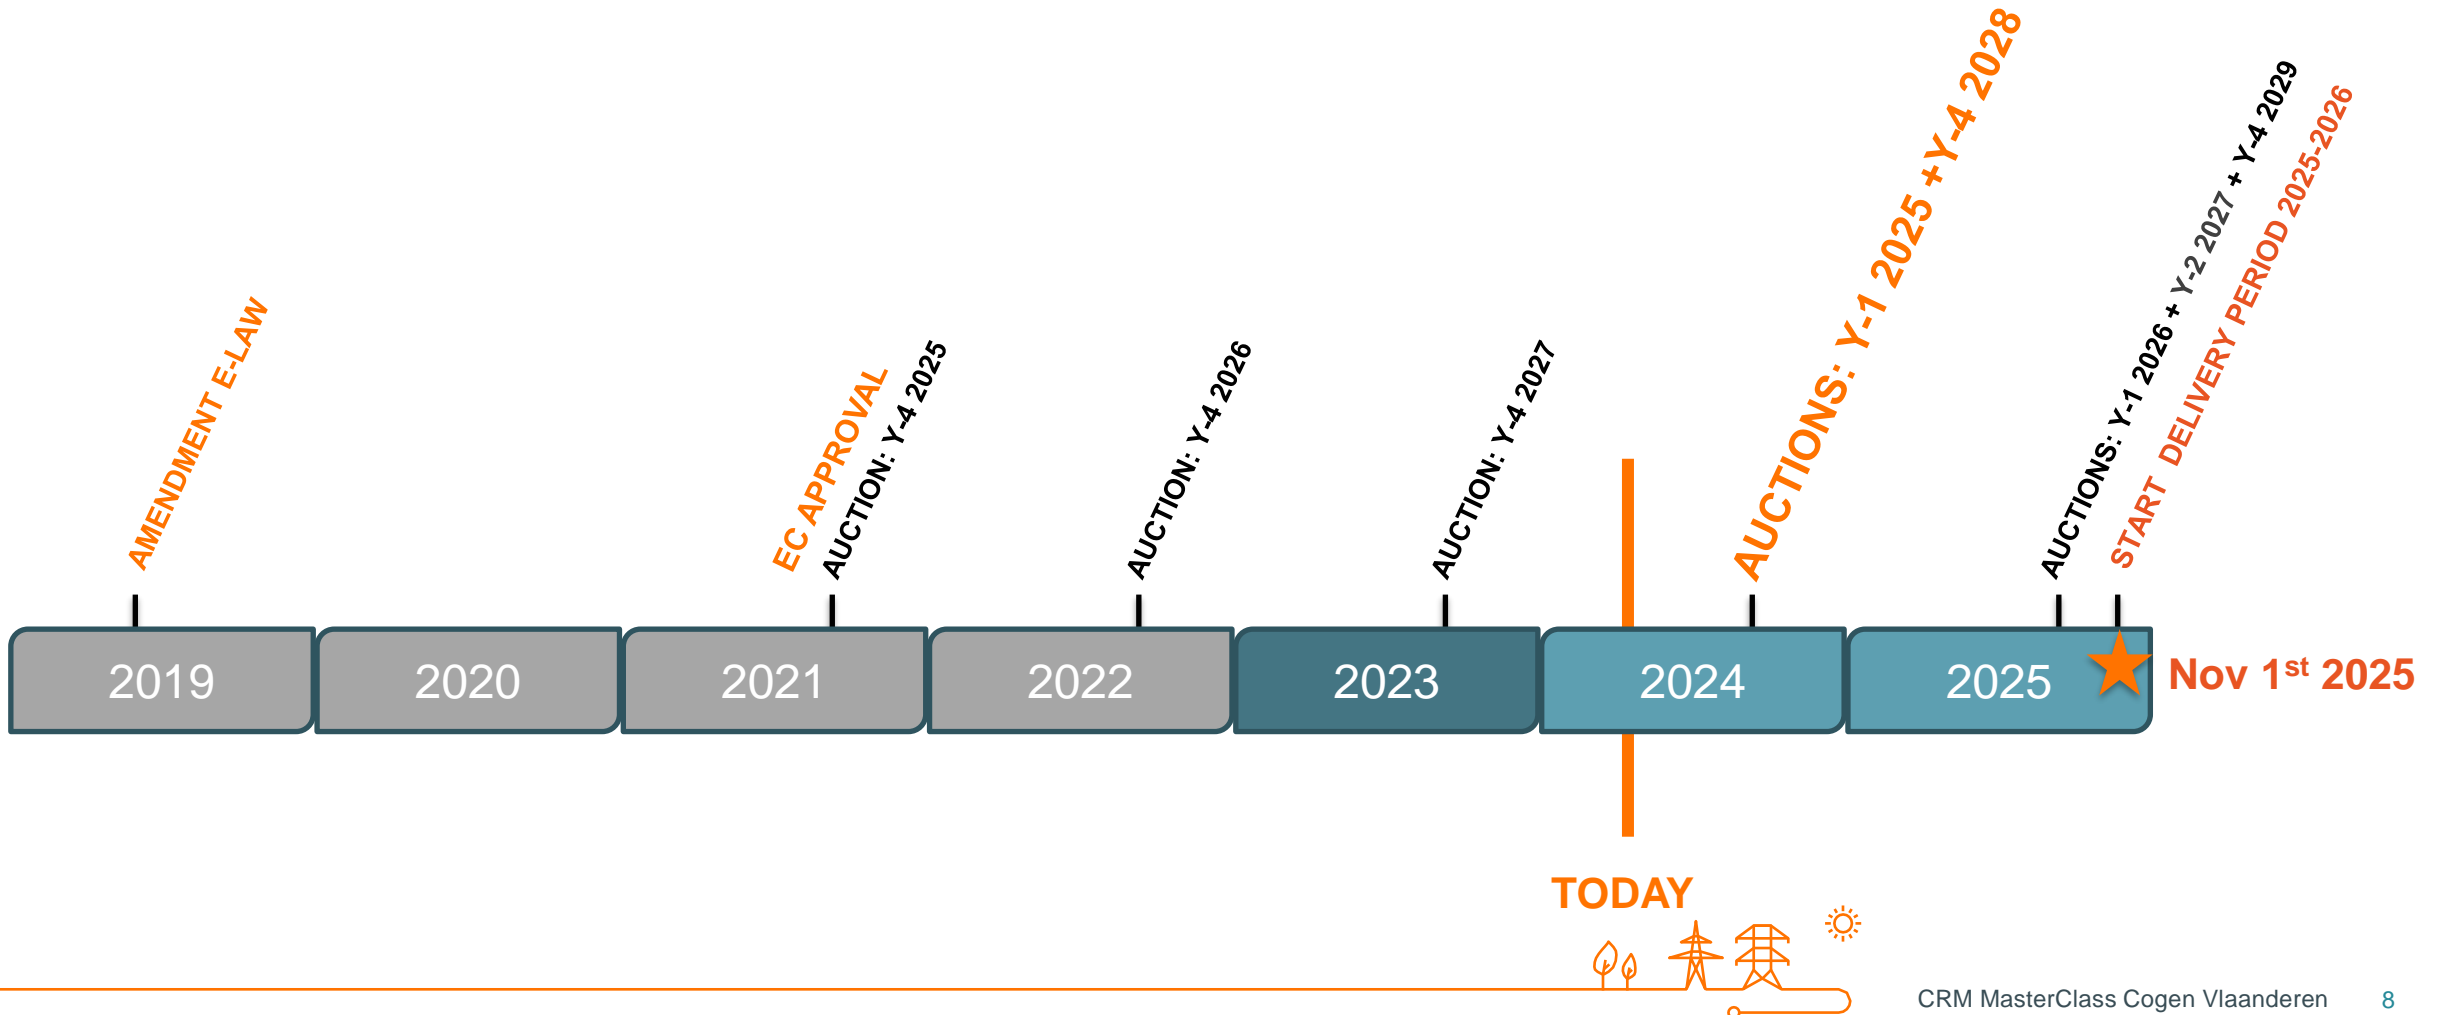 AMENDMENT E-LAW
EC APPROVAL
AUCTION: Y-4 2025
AUCTION: Y-4 2026
AUCTION: Y-4 2027
AUCTIONS: Y-1 2025 +Y-4 2028
AUCTIONS: Y-1 2026 + Y-2 2027 + Y-4 2029
START DELIVERY PERIOD 2025-2026
2019
2020
2021
2022
2023
2024
2025
Nov 1st 2025
TODAY
CRM MasterClass Cogen Vlaanderen
8